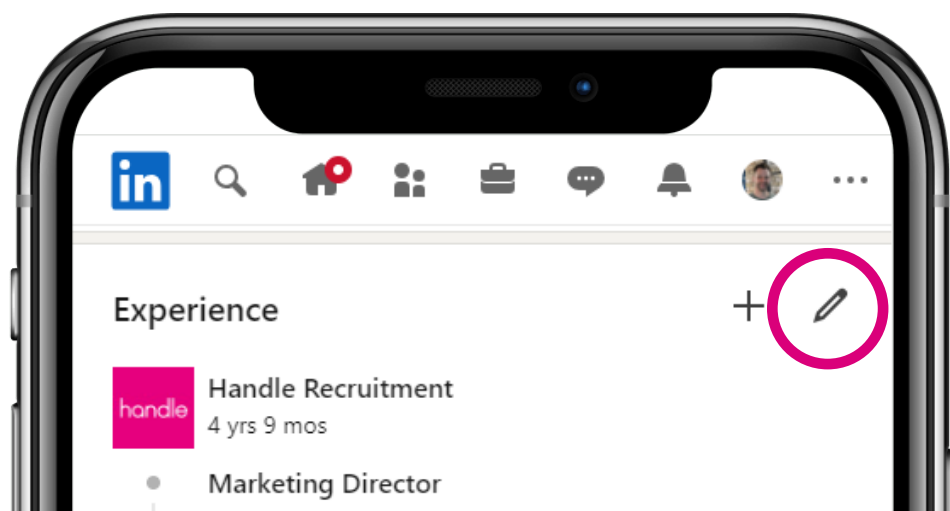 in
Experience
handle
Handle Recruitment
4 yrs 9 mos
Marketing Director